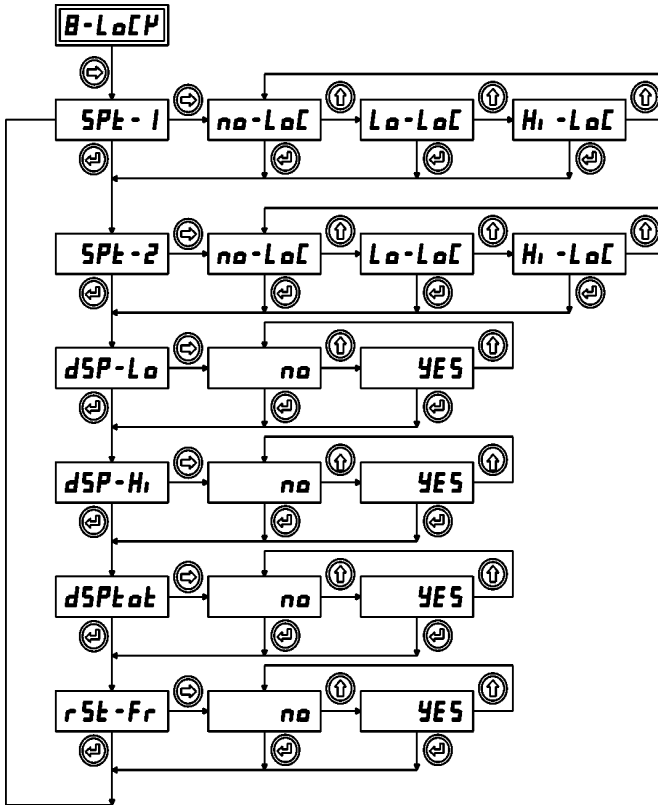 8-LoCK
SPt-1 no-LoC Lo-LoC Hi-LoC
SPt-2 no-LoC Lo-LoC Hi-LoC
dSP-Lo no YES
dSP-Hi no YES
dSPtot no YES
rSt-Fr no YES